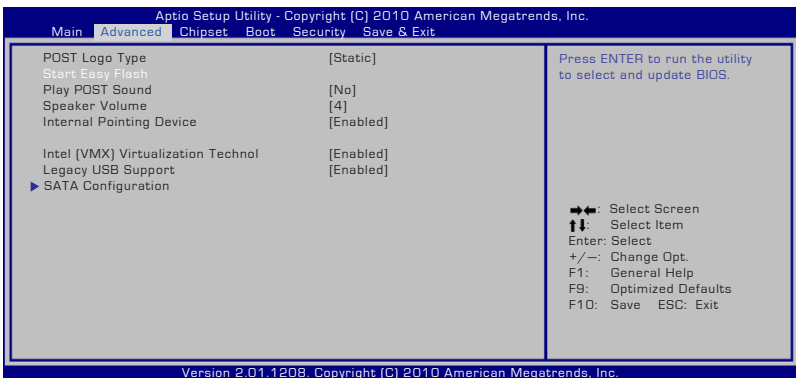 Aptio Setup Utility - Copyright (C) 2010 American Megatrends, Inc.
Main Advanced Chipset Boot Security Save & Exit
POST Logo Type [Static]
Start Easy Flash
Play POST Sound [No]
Speaker Volume [4]
Internal Pointing Device [Enabled]
Intel (VMX) Virtualization Technol [Enabled]
Legacy USB Support [Enabled]
SATA Configuration
Press ENTER to run the utility
to select and update BIOS.
→←: Select Screen
↑↓: Select Item
Enter: Select
+/—: Change Opt.
F1: General Help
F9: Optimized Defaults
F10: Save ESC: Exit
Version 2.01.1208. Copyright (C) 2010 American Megatrends, Inc.